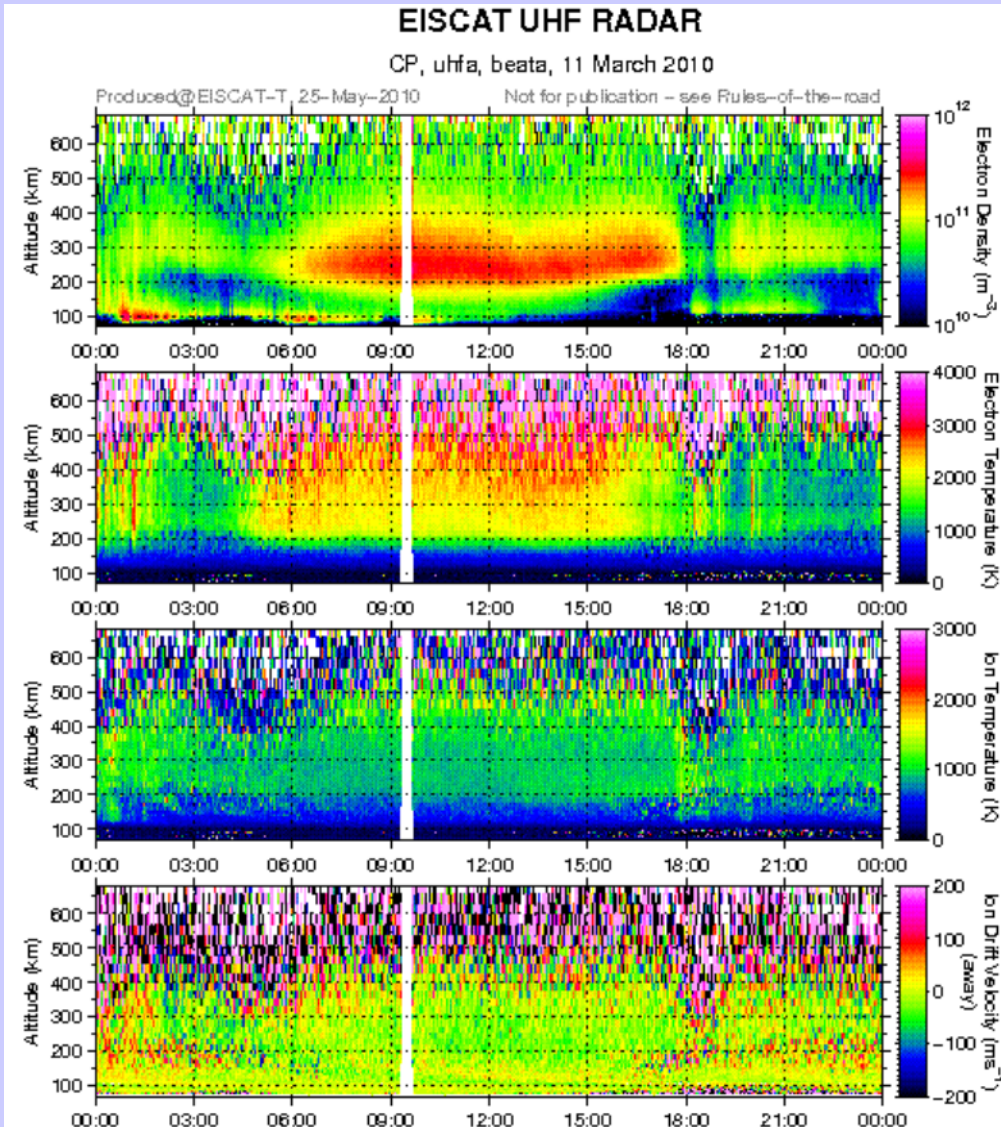 EISCAT UHF RADAR
CP, uhfa, beata, 11 March 2010
Produced@EISCAT-T, 25-May-2010 Not for publication - see Rules-of-the-road
Altitude (km)
600
500
400
300
200
100
00:00 03:00 06:00 09:00 12:00 15:00 18:00 21:00 00:00
10^12
10^11
10^10
Electron Density (m^-3)
Altitude (km)
600
500
400
300
200
100
00:00 03:00 06:00 09:00 12:00 15:00 18:00 21:00 00:00
4000
3000
2000
1000
0
Electron Temperature (K)
Altitude (km)
600
500
400
300
200
100
00:00 03:00 06:00 09:00 12:00 15:00 18:00 21:00 00:00
3000
2000
1000
0
Ion Temperature (K)
Altitude (km)
600
500
400
300
200
100
00:00 03:00 06:00 09:00 12:00 15:00 18:00 21:00 00:00
200
100
0
-100
-200
Ion Drift Velocity (ms^-1)
(away)